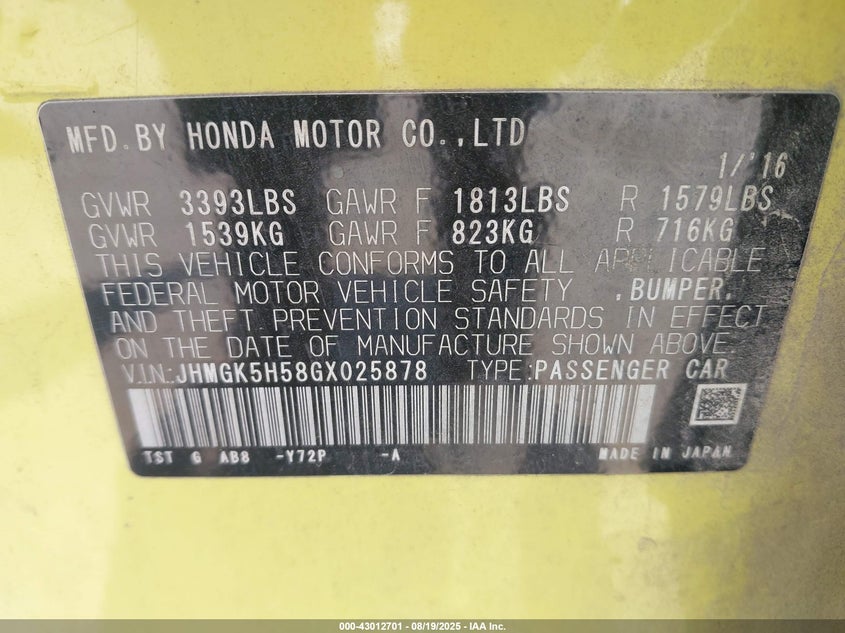 MFD. BY HONDA MOTOR CO., LTD
1/'16
GVWR 3393LBS GAWR F 1813LBS R 1579LBS
GVWR 1539KG GAWR F 823KG R 716KG
THIS VEHICLE CONFORMS TO ALL APPLICABLE
FEDERAL MOTOR VEHICLE SAFETY ,BUMPER,
AND THEFT PREVENTION STANDARDS IN EFFECT
ON THE DATE OF MANUFACTURE SHOWN ABOVE.
V.I.N.:JHMGK5H58GX025878 TYPE:PASSENGER CAR
TST G AB8 -Y72P -A MADE IN JAPAN
000-43012701 - 08/19/2025 - IAA Inc.